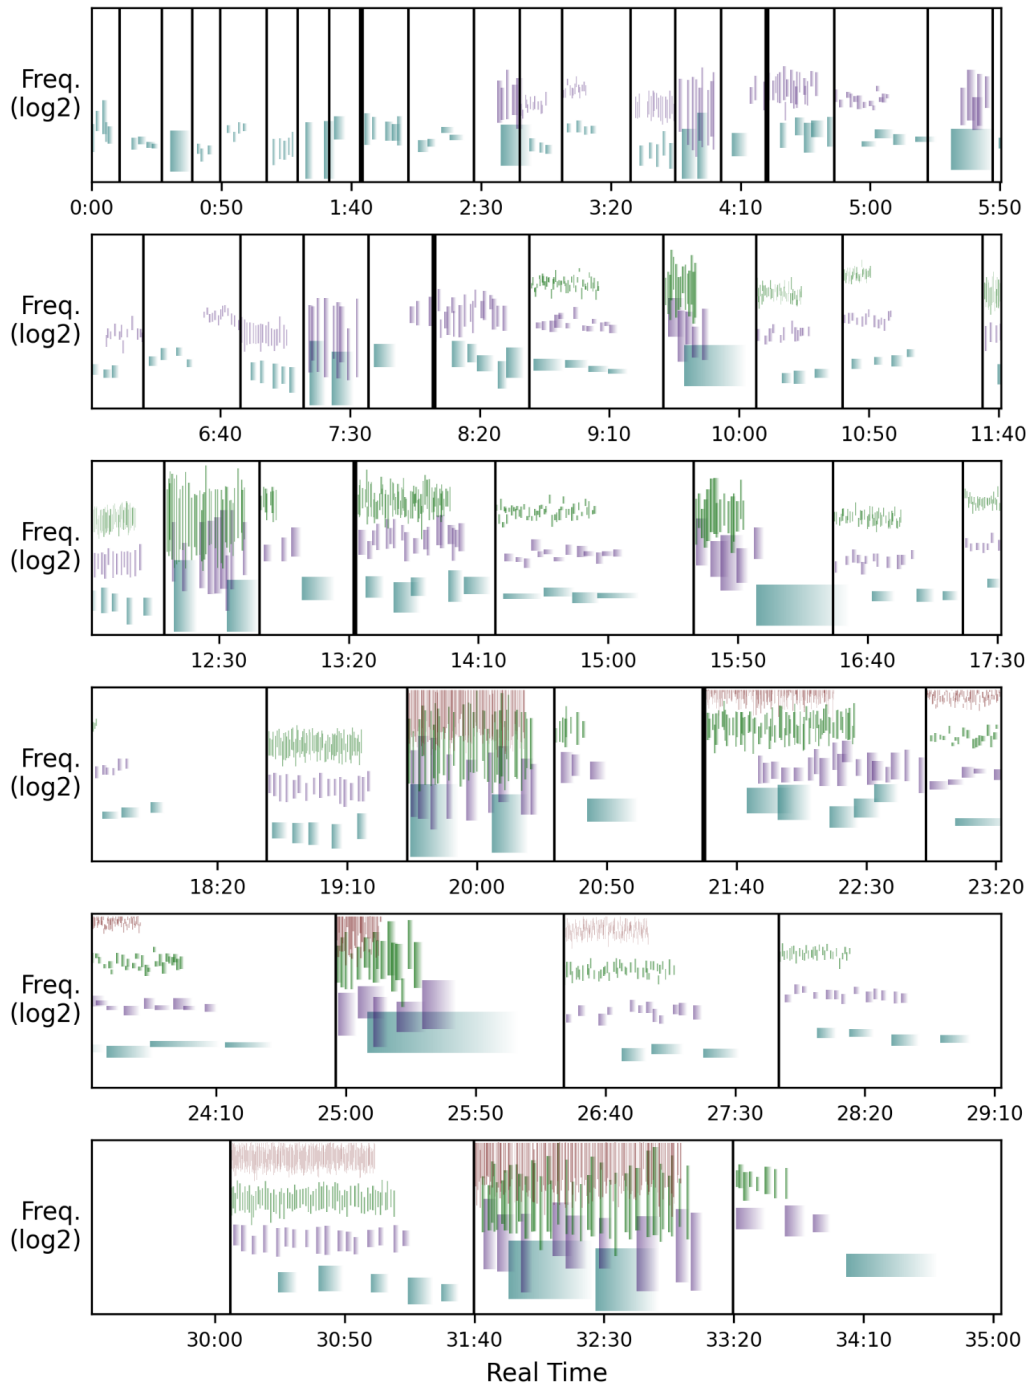 Freq.
(log2)
0:00 0:50 1:40 2:30 3:20 4:10 5:00 5:50
Freq.
(log2)
6:40 7:30 8:20 9:10 10:00 10:50 11:40
Freq.
(log2)
12:30 13:20 14:10 15:00 15:50 16:40 17:30
Freq.
(log2)
18:20 19:10 20:00 20:50 21:40 22:30 23:20
Freq.
(log2)
24:10 25:00 25:50 26:40 27:30 28:20 29:10
Freq.
(log2)
30:00 30:50 31:40 32:30 33:20 34:10 35:00
Real Time